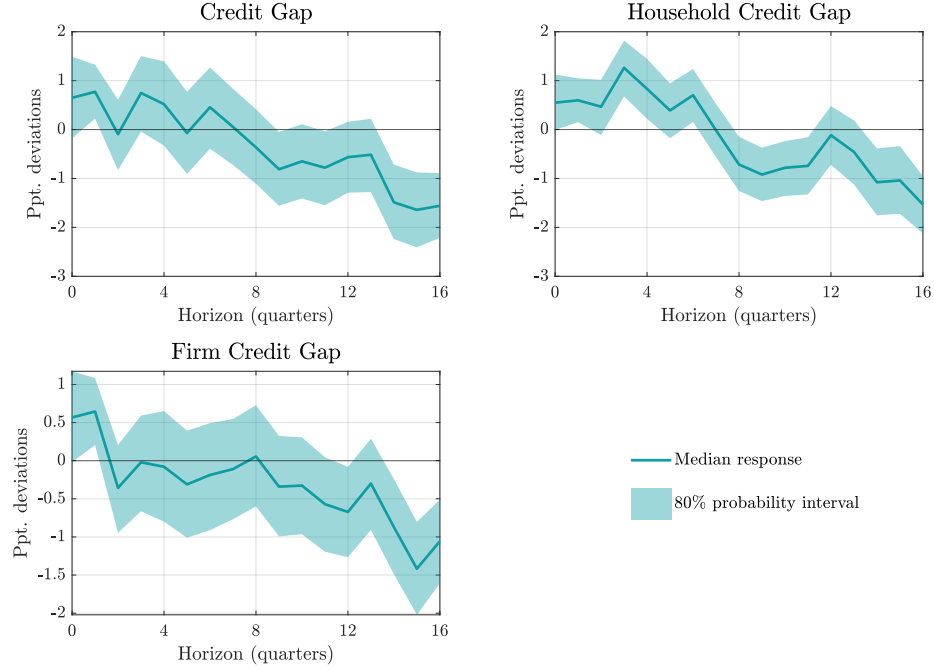 Credit Gap
Ppt. deviations
2
1
0
-1
-2
-3
0 4 8 12 16
Horizon (quarters)
Household Credit Gap
Ppt. deviations
2
1
0
-1
-2
-3
0 4 8 12 16
Horizon (quarters)
Firm Credit Gap
Ppt. deviations
1
0.5
0
-0.5
-1
-1.5
-2
0 4 8 12 16
Horizon (quarters)
Median response
80% probability interval